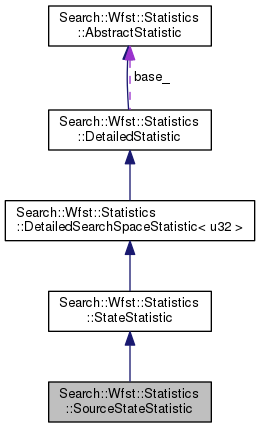 Search::Wfst::Statistics
::AbstractStatistic
base_
Search::Wfst::Statistics
::DetailedStatistic
Search::Wfst::Statistics
::DetailedSearchSpaceStatistic< u32 >
Search::Wfst::Statistics
::StateStatistic
Search::Wfst::Statistics
::SourceStateStatistic